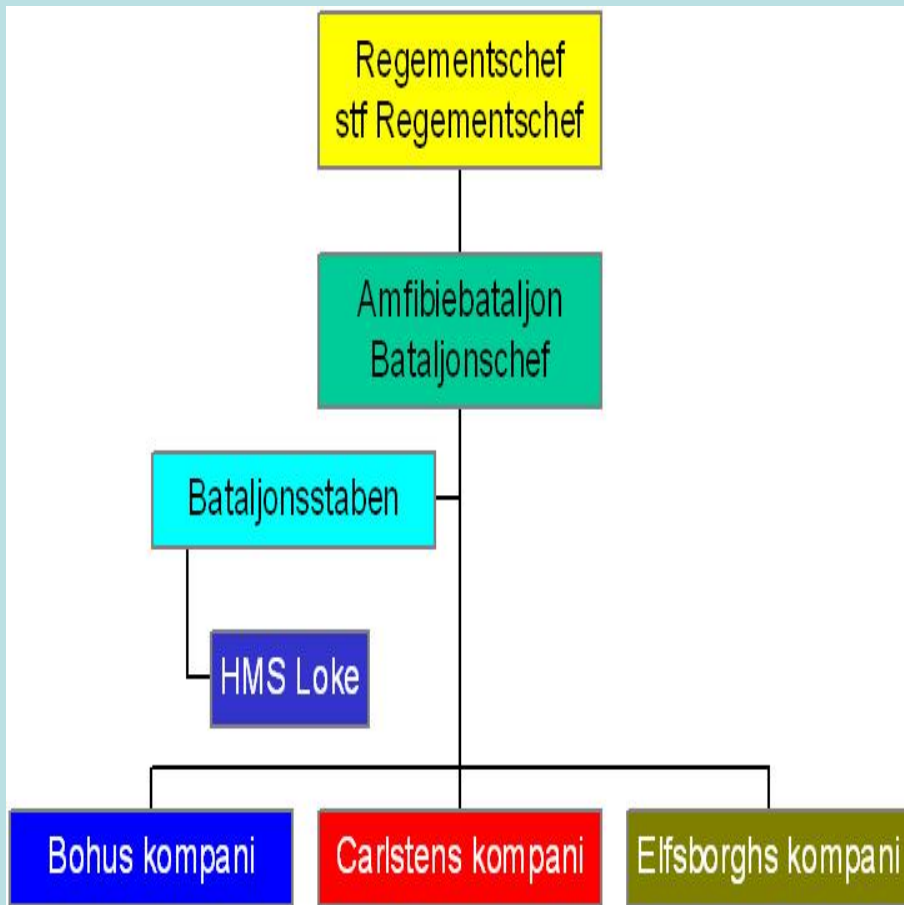 Regementschef
stf Regementschef
Amfibiebataljon
Bataljonschef
Bataljonsstaben
HMS Loke
Bohus kompani
Carlstens kompani
Elfsborghs kompani